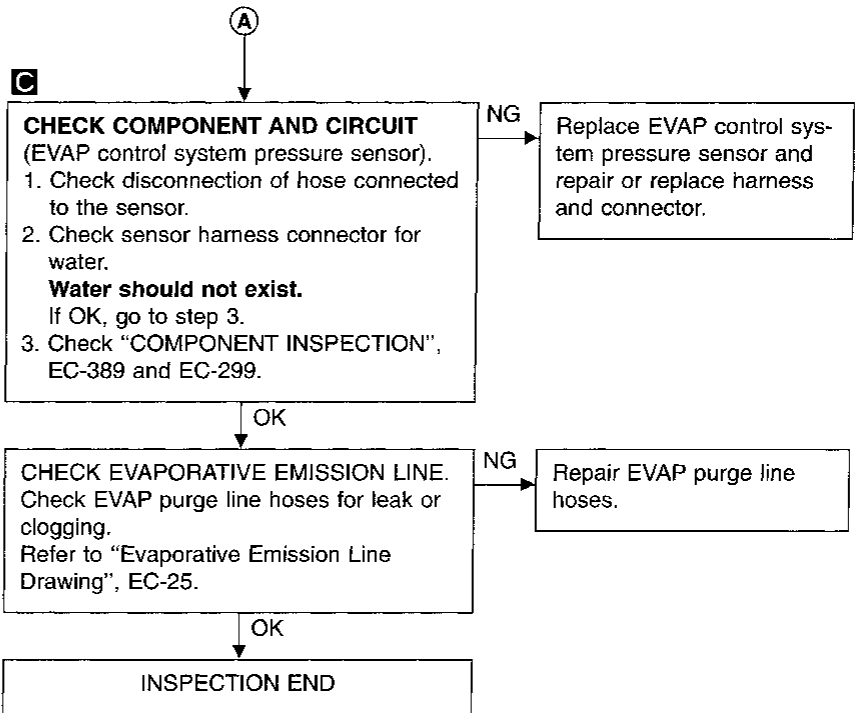 A
C
CHECK COMPONENT AND CIRCUIT
(EVAP control system pressure sensor).
1. Check disconnection of hose connected
to the sensor.
2. Check sensor harness connector for
water.
Water should not exist.
If OK, go to step 3.
3. Check “COMPONENT INSPECTION”,
EC-389 and EC-299.
NG
Replace EVAP control sys-
tem pressure sensor and
repair or replace harness
and connector.
OK
CHECK EVAPORATIVE EMISSION LINE.
Check EVAP purge line hoses for leak or
clogging.
Refer to “Evaporative Emission Line
Drawing”, EC-25.
NG
Repair EVAP purge line
hoses.
OK
INSPECTION END